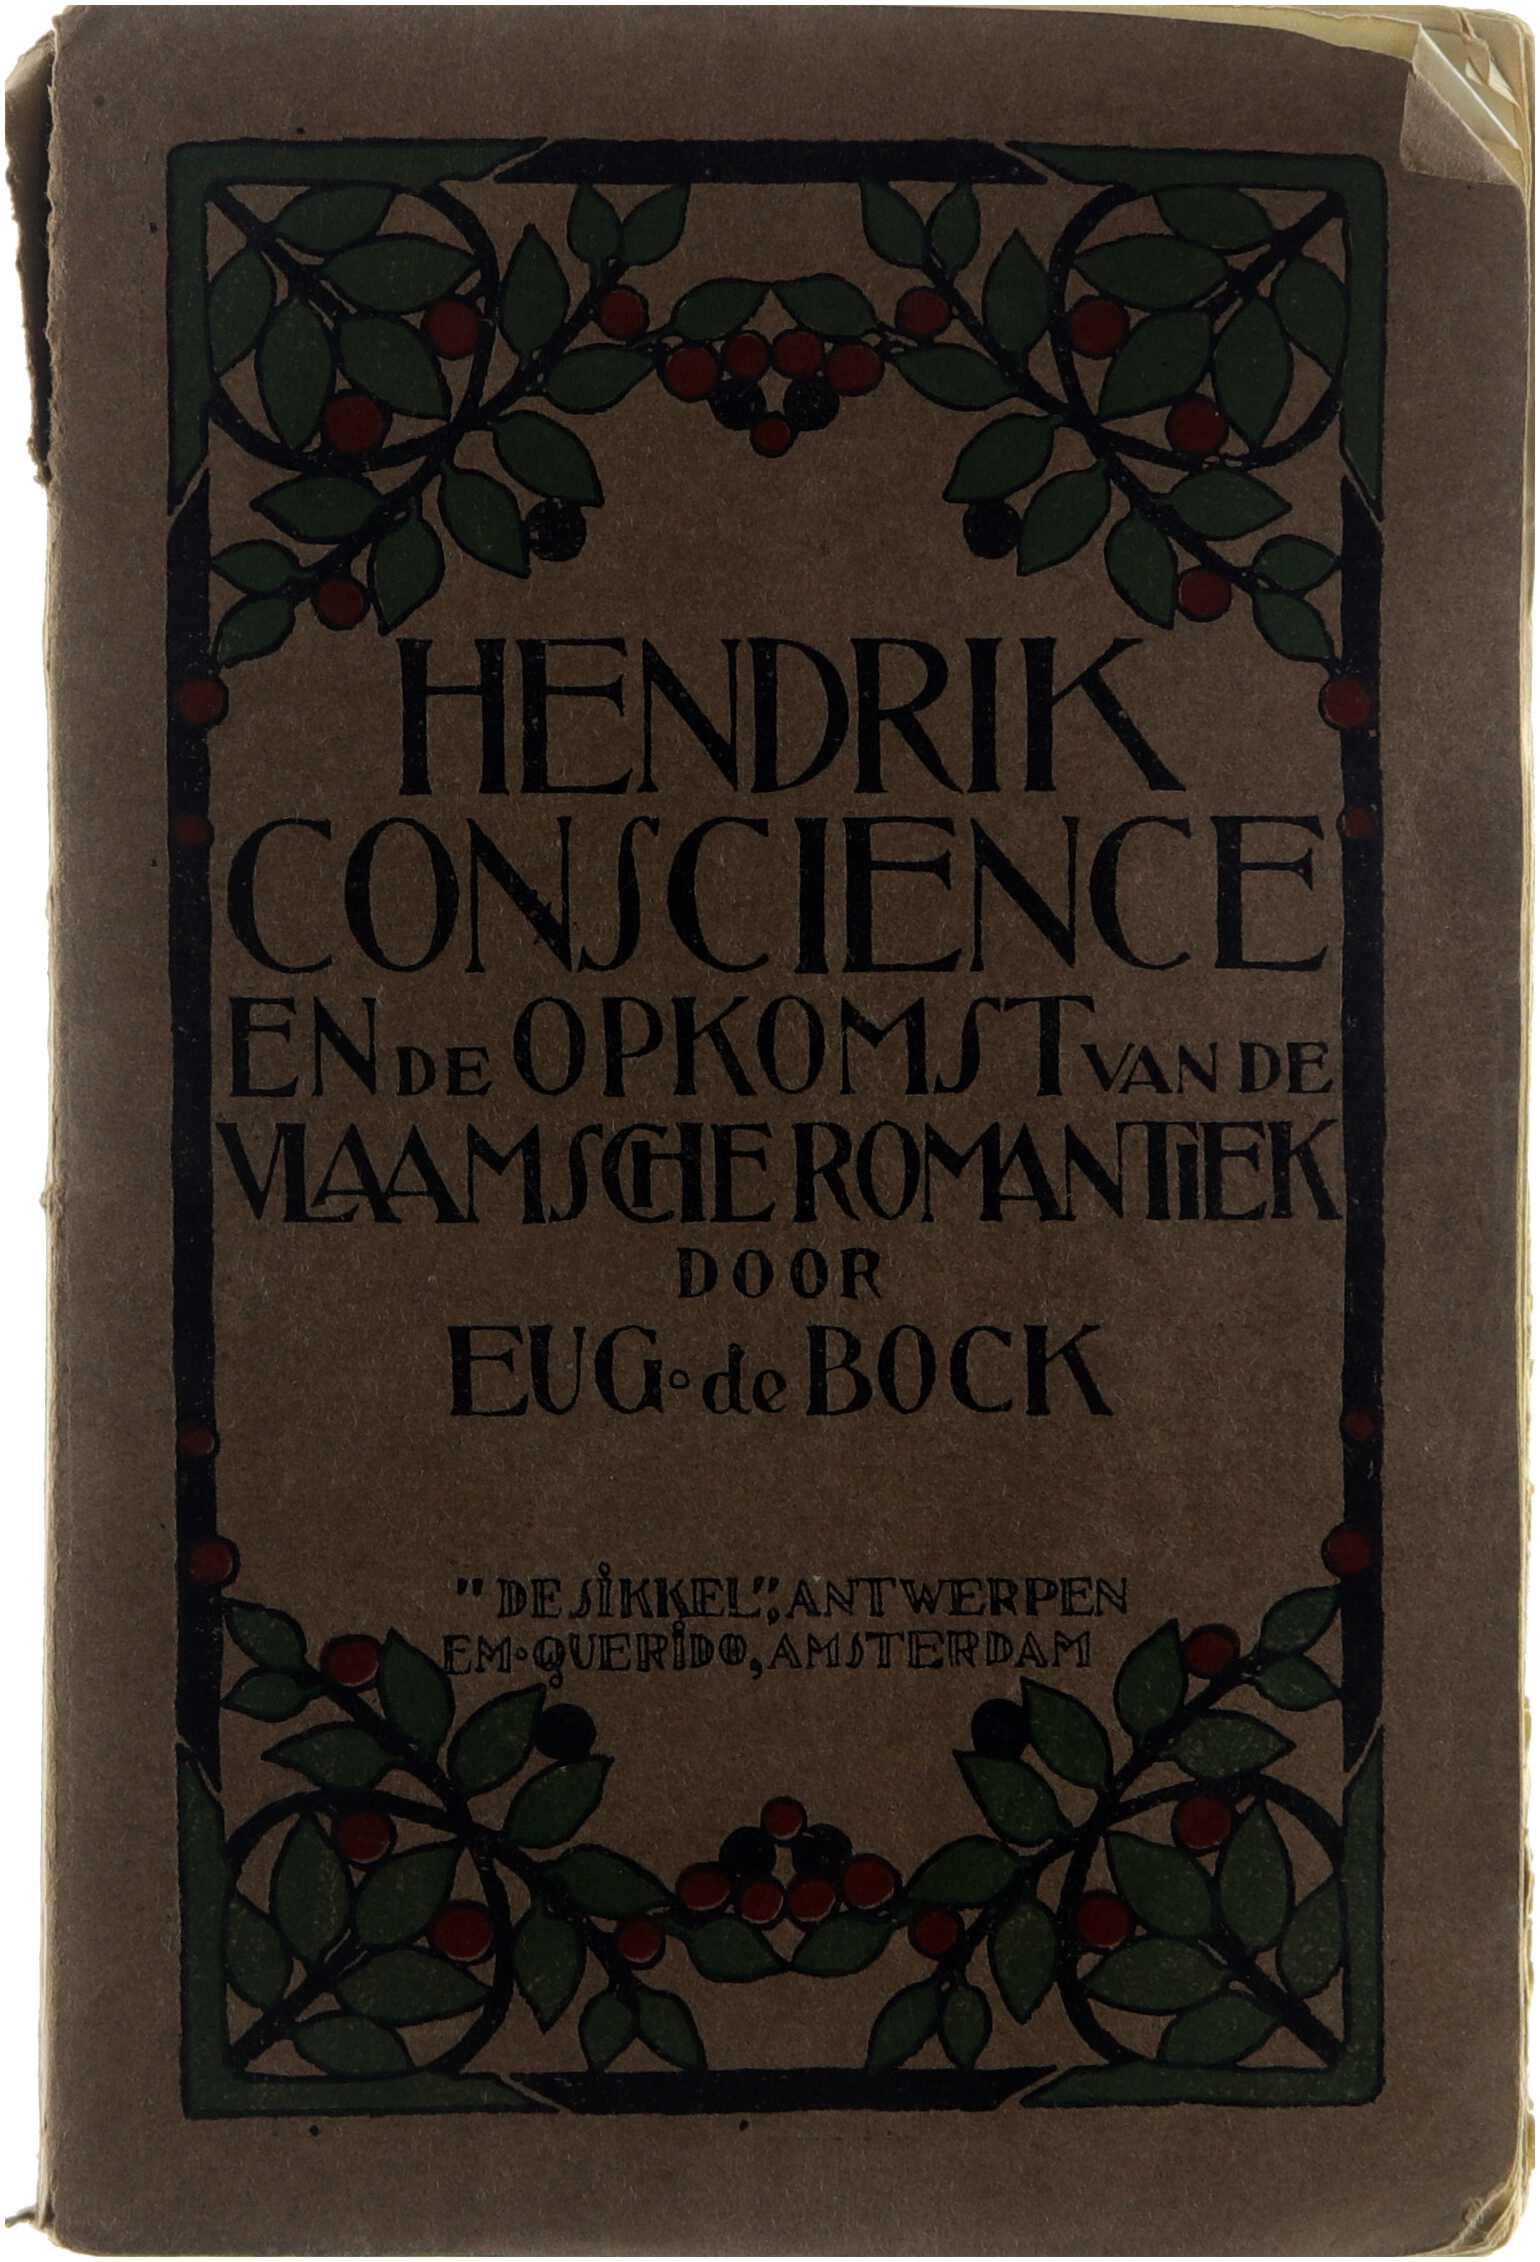 HENDRIK
CONSCIENCE
EN DE OPKOMST VAN DE
VLAAMSCHE ROMANTIEK
DOOR
EUG. de BOCK
"DE SIKKEL", ANTWERPEN
EM. QUERIDO, AMSTERDAM